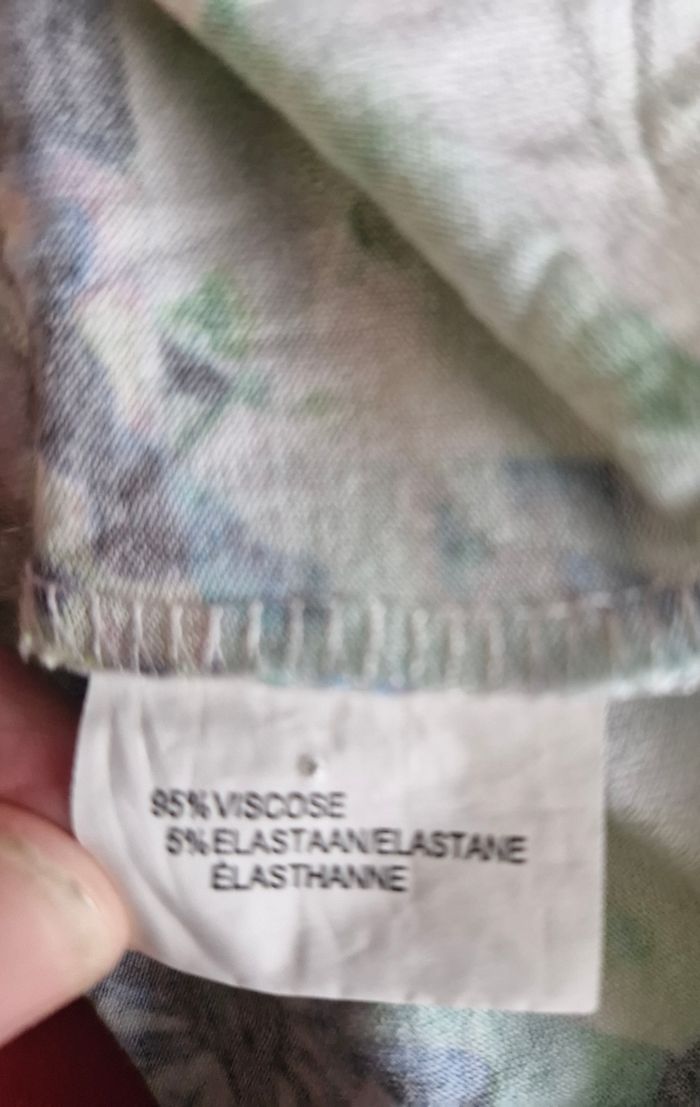 95% VISCOSE
5% ELASTAAN/ELASTANE
ÉLASTHANNE